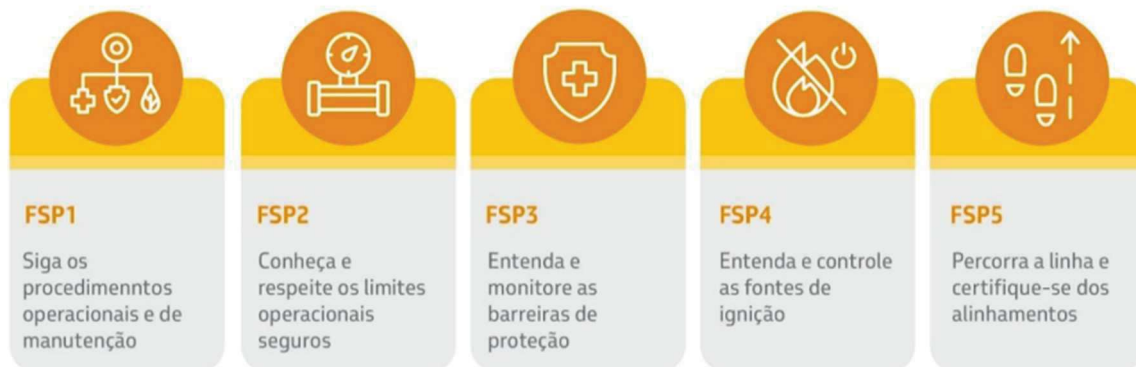 FSP1
Siga os
procedimenntos
operacionais e de
manutenção
FSP2
Conheça e
respeite os limites
operacionais
seguros
FSP3
Entenda e
monitore as
barreiras de
proteção
FSP4
Entenda e controle
as fontes de
ignição
FSP5
Percorra a linha e
certifique-se dos
alinhamentos